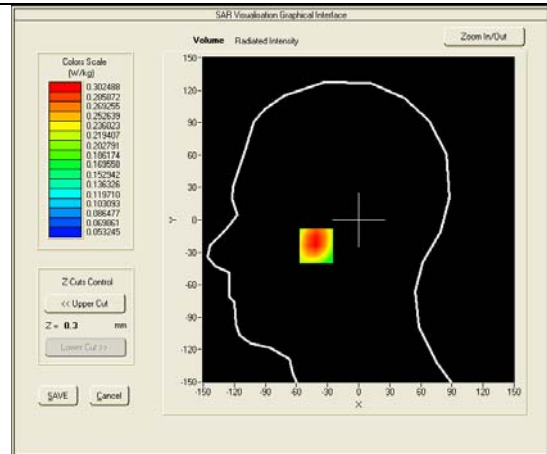 SAR Visualisation Graphical Interface
Volume Radiated Intensity
Zoom In/Out
Colors Scale
(W/kg)
0.302488
0.285872
0.269255
0.252639
0.236023
0.219407
0.202791
0.186174
0.169558
0.152942
0.136326
0.119710
0.103093
0.086477
0.069861
0.053245
Z Cuts Control
<< Upper Cut
Z = 0.3 mm
Lower Cut >>
SAVE Cancel
150-
120-
90-
60-
30-
0-
-30-
-60-
-90-
-120-
-150-
Y
-150 -120 -90 -60 -30 0 30 60 90 120 150
X